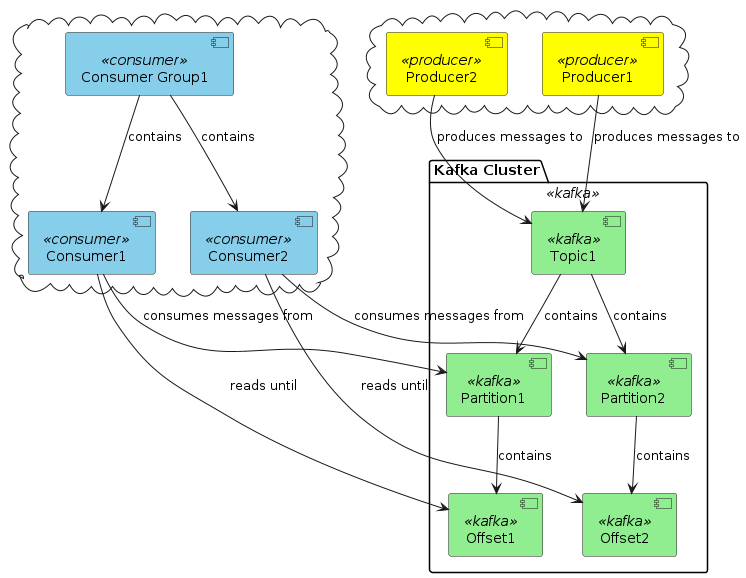 «consumer»
Consumer Group1
«producer»
Producer2
«producer»
Producer1
contains
contains
produces messages to
produces messages to
Kafka Cluster
«kafka»
«consumer»
Consumer1
«consumer»
Consumer2
«kafka»
Topic1
consumes messages from
consumes messages from
contains
contains
reads until
reads until
«kafka»
Partition1
«kafka»
Partition2
contains
contains
«kafka»
Offset1
«kafka»
Offset2